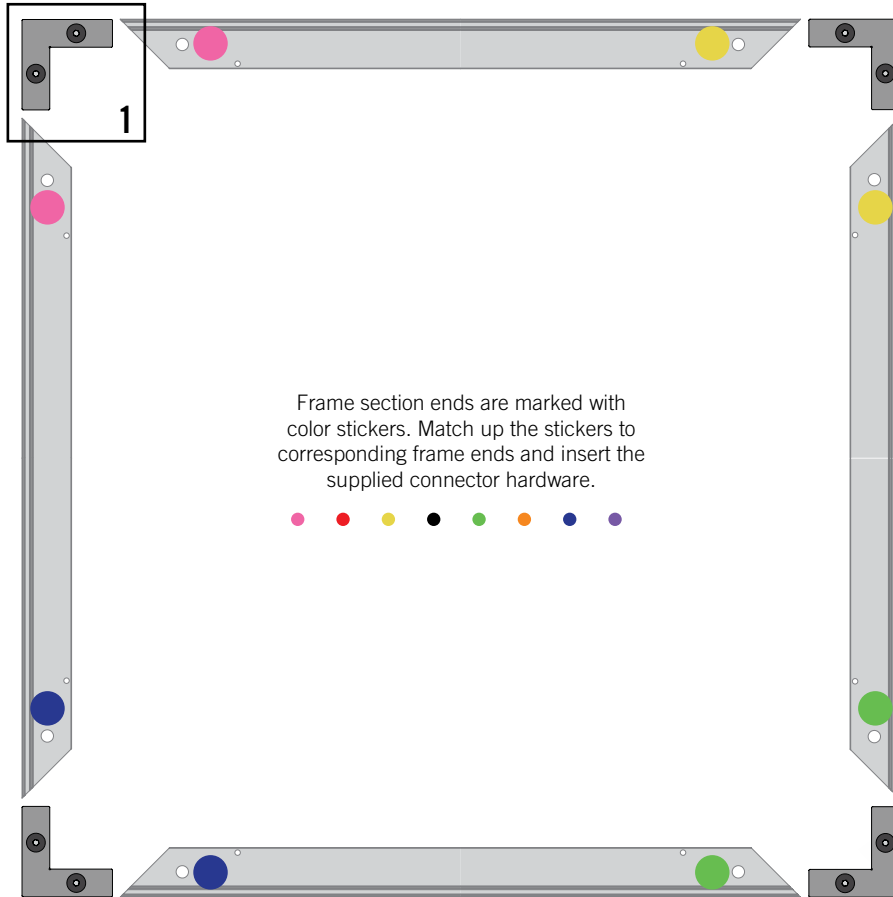 1
Frame section ends are marked with
color stickers. Match up the stickers to
corresponding frame ends and insert the
supplied connector hardware.